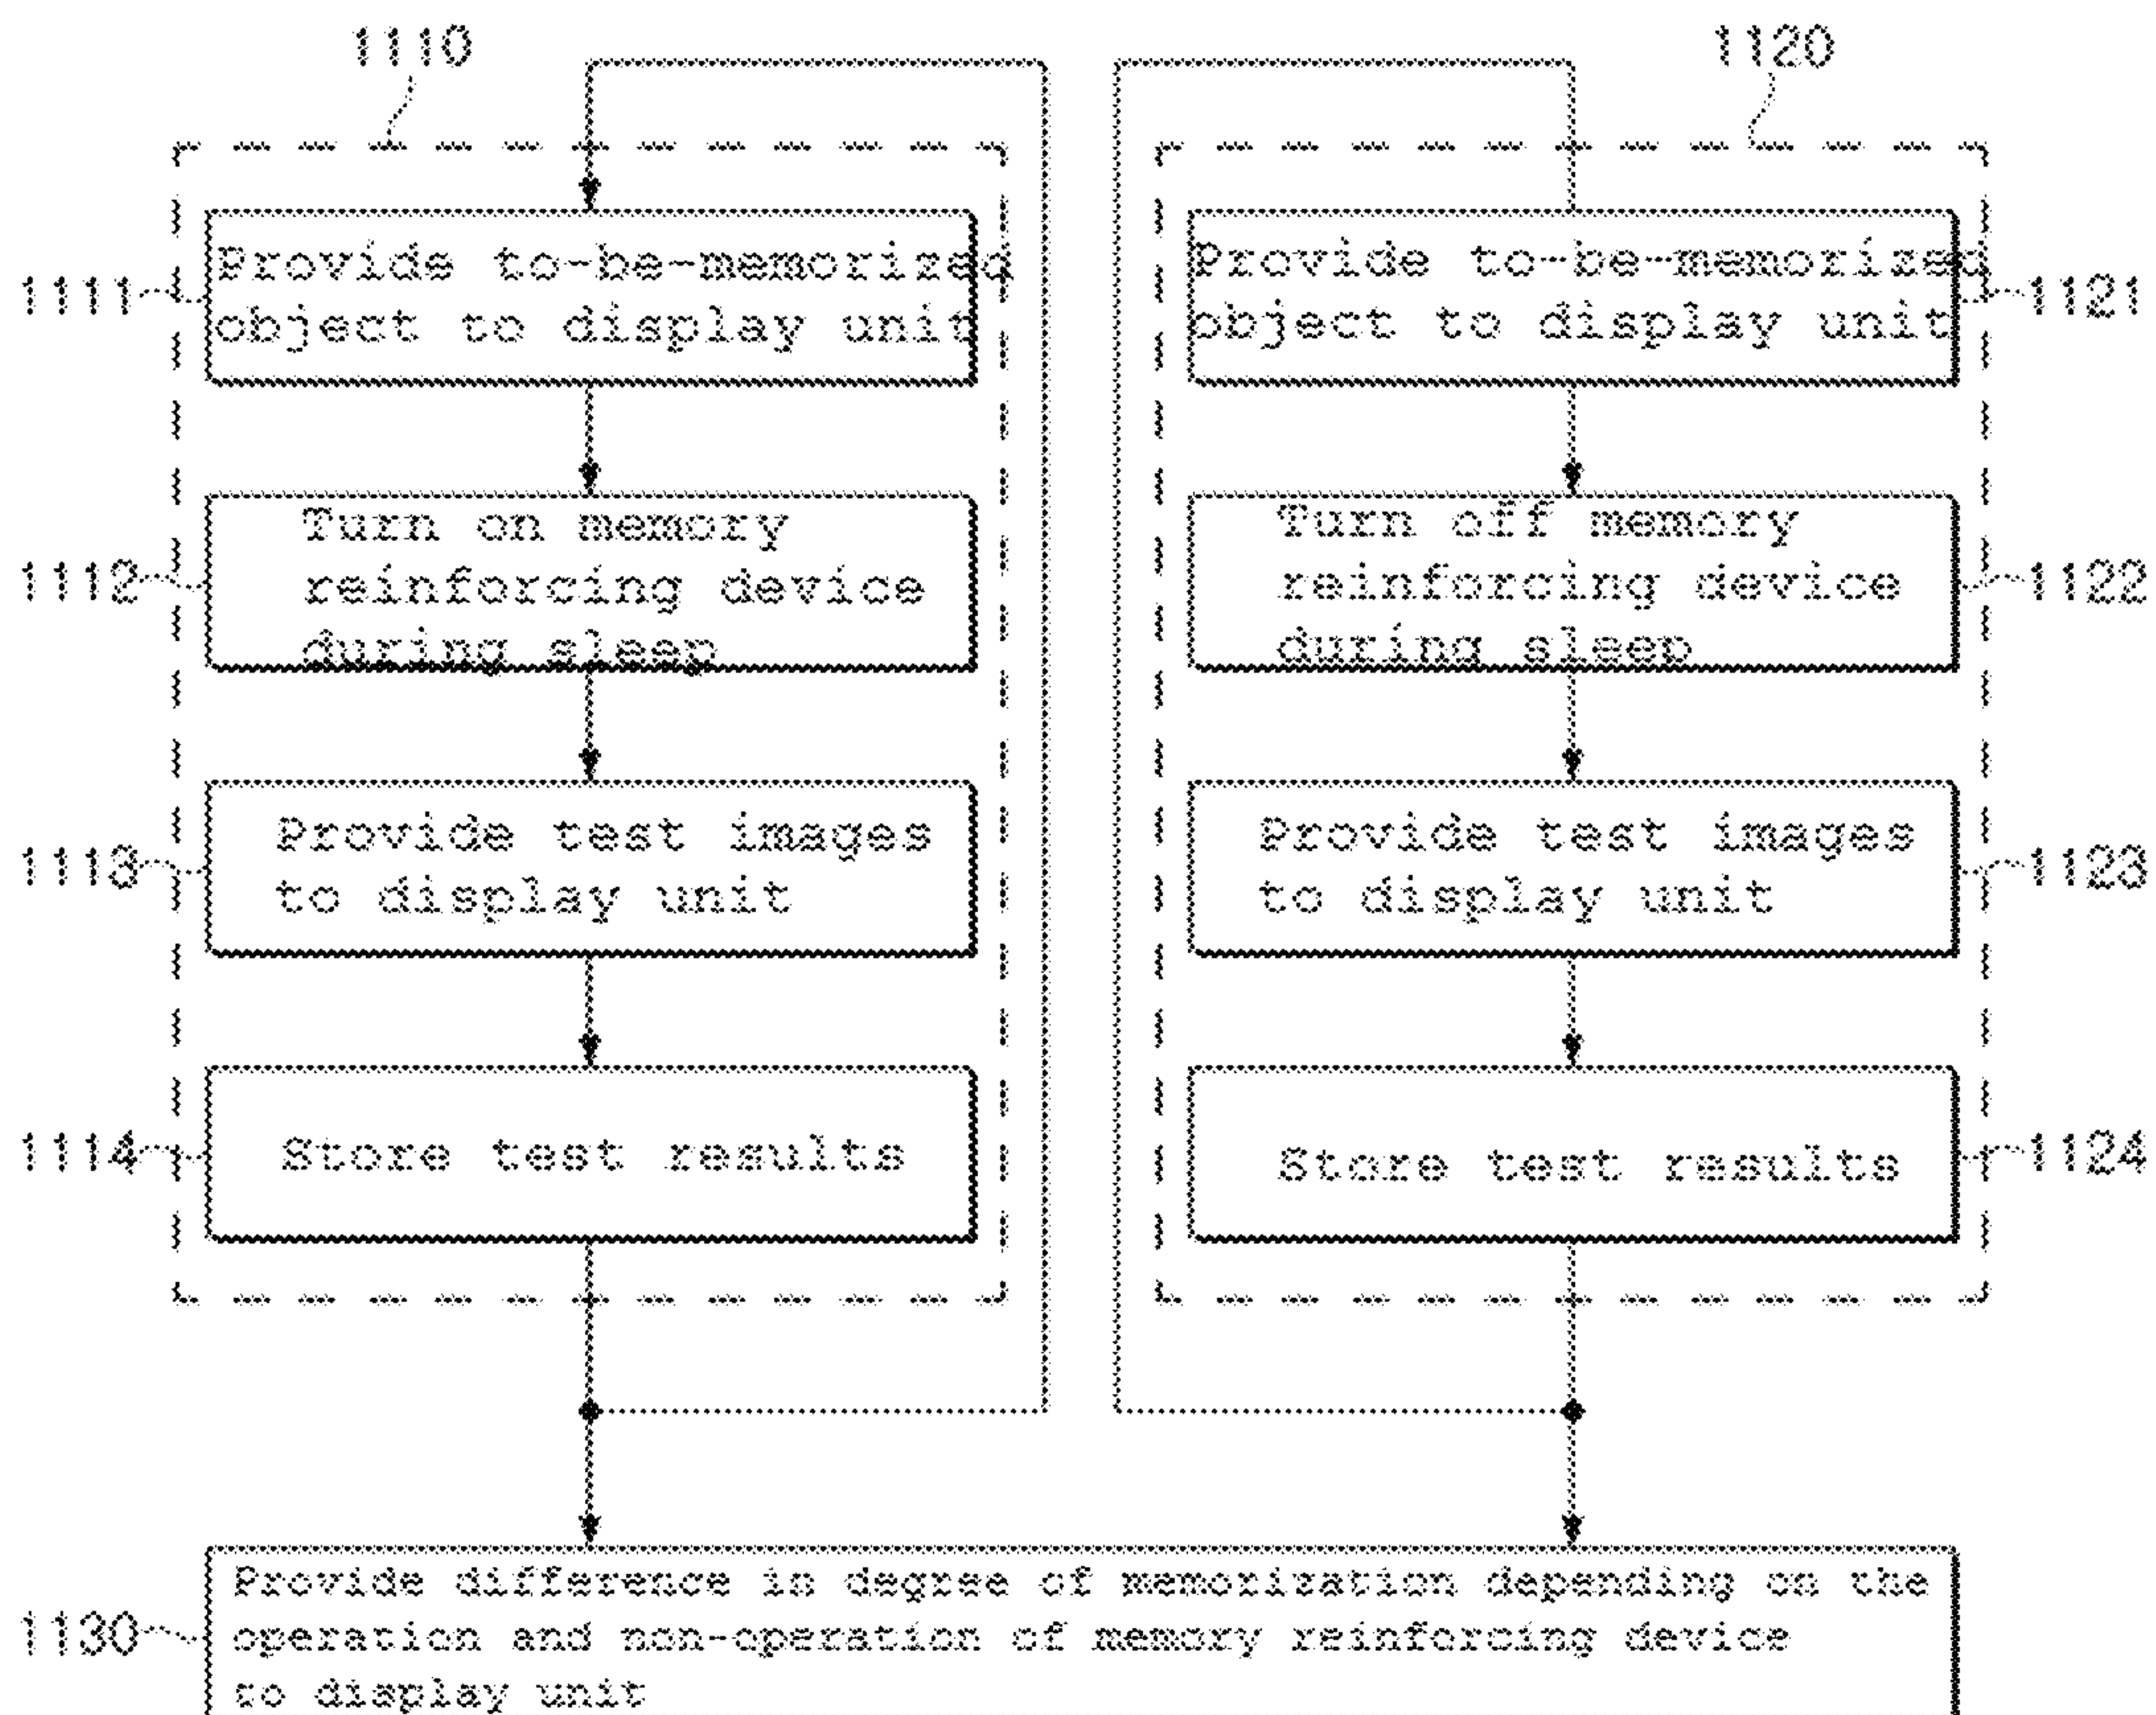 1110
1120
1111
Provide to-be-memorized
object to display unit
Provide to-be-memorized
object to display unit
1121
1112
Turn on memory
reinforcing device
during sleep
Turn off memory
reinforcing device
during sleep
1122
1113
Provide test images
to display unit
Provide test images
to display unit
1123
1114
Store test results
Store test results
1124
1130
Provide difference in degree of memorization depending on the
operation and non-operation of memory reinforcing device
to display unit